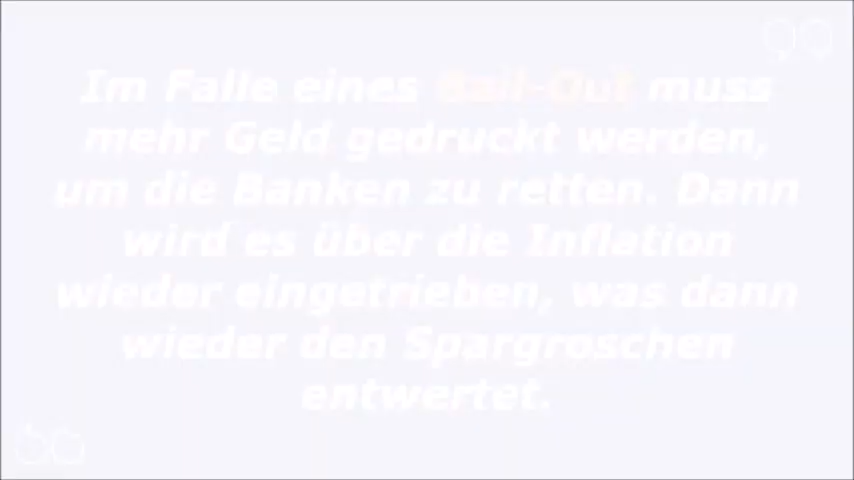 Im Falle eines Bail-Out muss
mehr Geld gedruckt werden,
um die Banken zu retten. Dann
wird es über die Inflation
wieder eingetrieben, was dann
wieder den Spargroschen
entwertet.